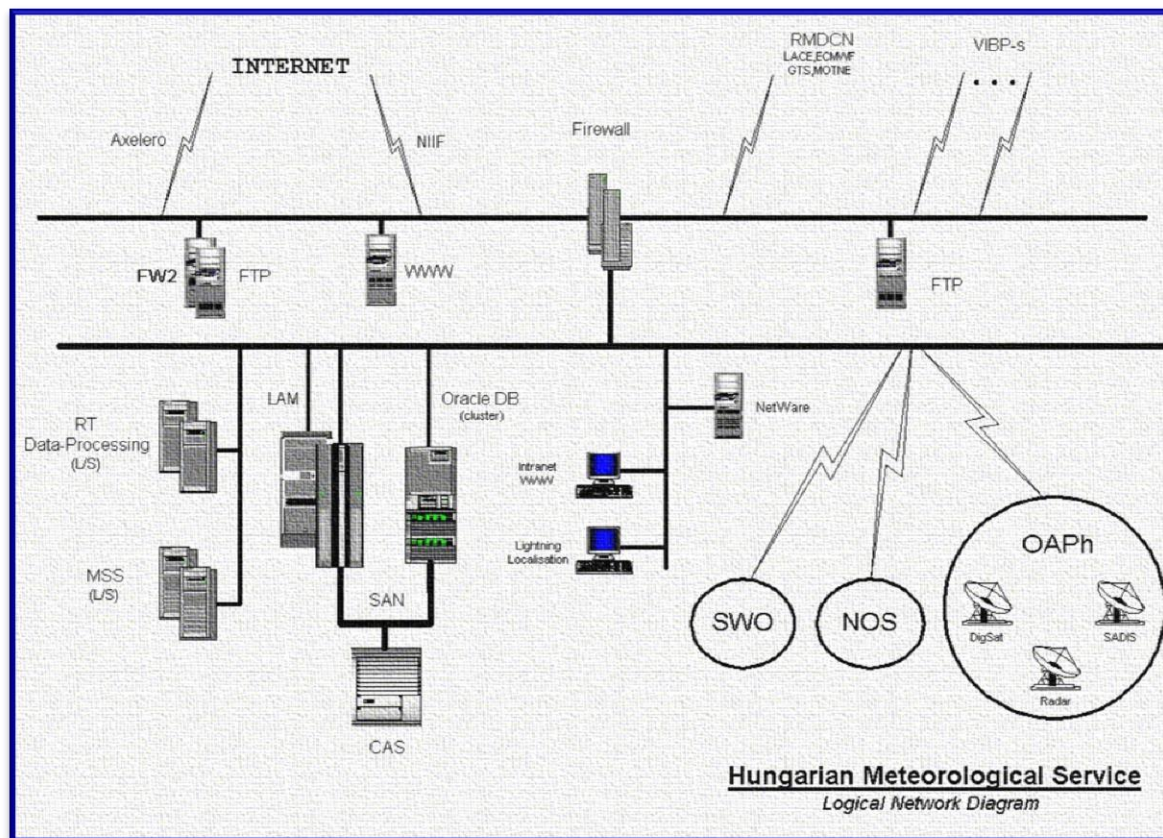 INTERNET
RMDCN
LACE,ECMWF
GTS,MOTNE
VIBP-s
Axelero
NIIF
Firewall
FW2
FTP
WWW
FTP
LAM
Oracle DB
(cluster)
NetWare
RT
Data-Processing
(L/S)
Intranet
WWW
Lightning
Localisation
MSS
(L/S)
SAN
CAS
SWO
NOS
OAPh
DigSat
SADIS
Radar
Hungarian Meteorological Service
Logical Network Diagram